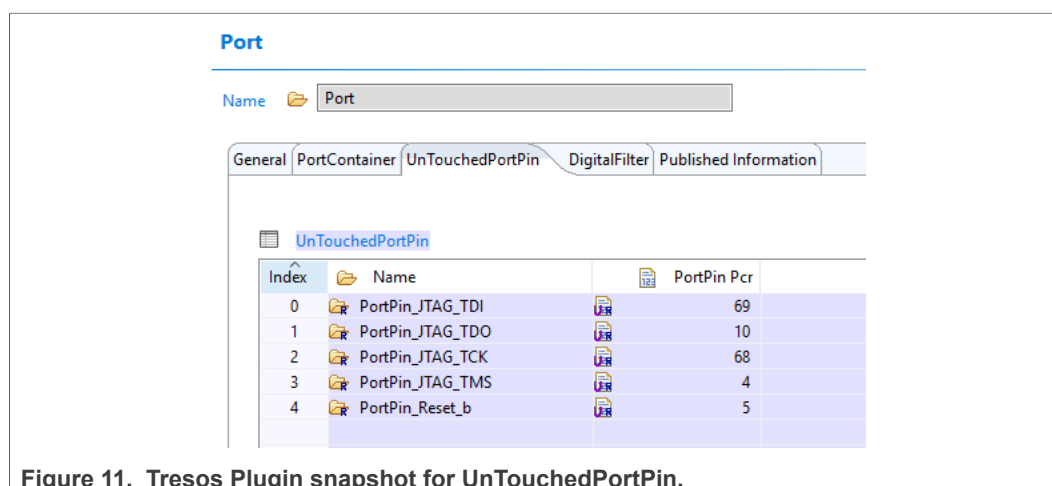 Port
Name Port
General PortContainer UnTouchedPortPin DigitalFilter Published Information
UnTouchedPortPin
Index Name PortPin Pcr
0 PortPin_JTAG_TDI 69
1 PortPin_JTAG_TDO 10
2 PortPin_JTAG_TCK 68
3 PortPin_JTAG_TMS 4
4 PortPin_Reset_b 5
Figure 11. Tresos Plugin snapshot for UnTouchedPortPin.